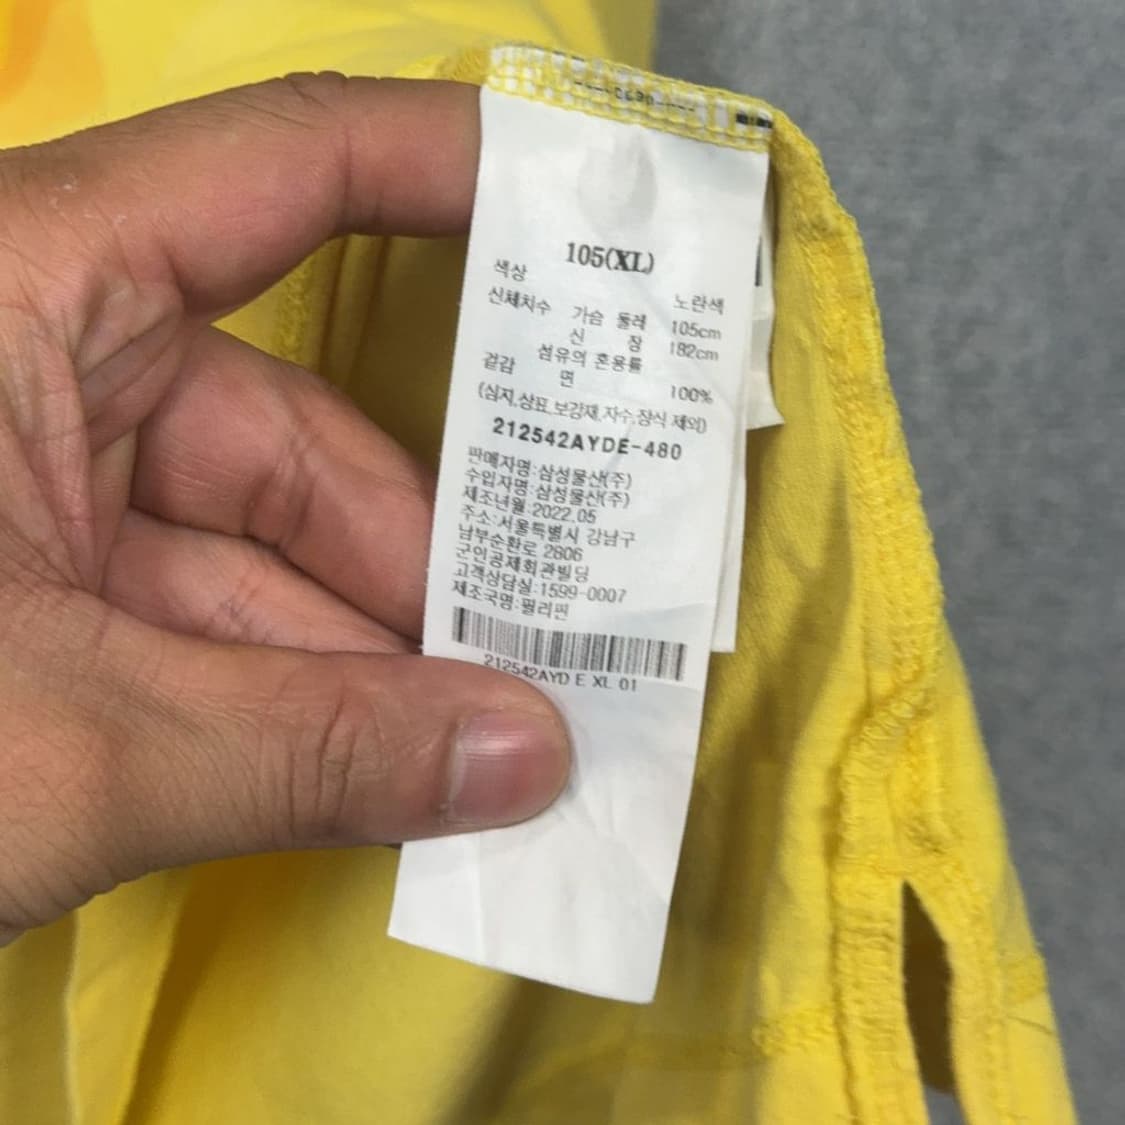 105(XL)
색상 노란색
신체치수 가슴 둘레 105cm
신 장 182cm
섬유의 혼용률
겉감 면 100%
(심지,상표,보강재,자수,장식 제외)
212542AYDE-480
판매자명:삼성물산(주)
수입자명:삼성물산(주)
제조년월:2022.05
주소:서울특별시 강남구
남부순환로 2806
군인공제회관빌딩
고객상담실:1599-0007
제조국명:필리핀
212542AYD E XL 01